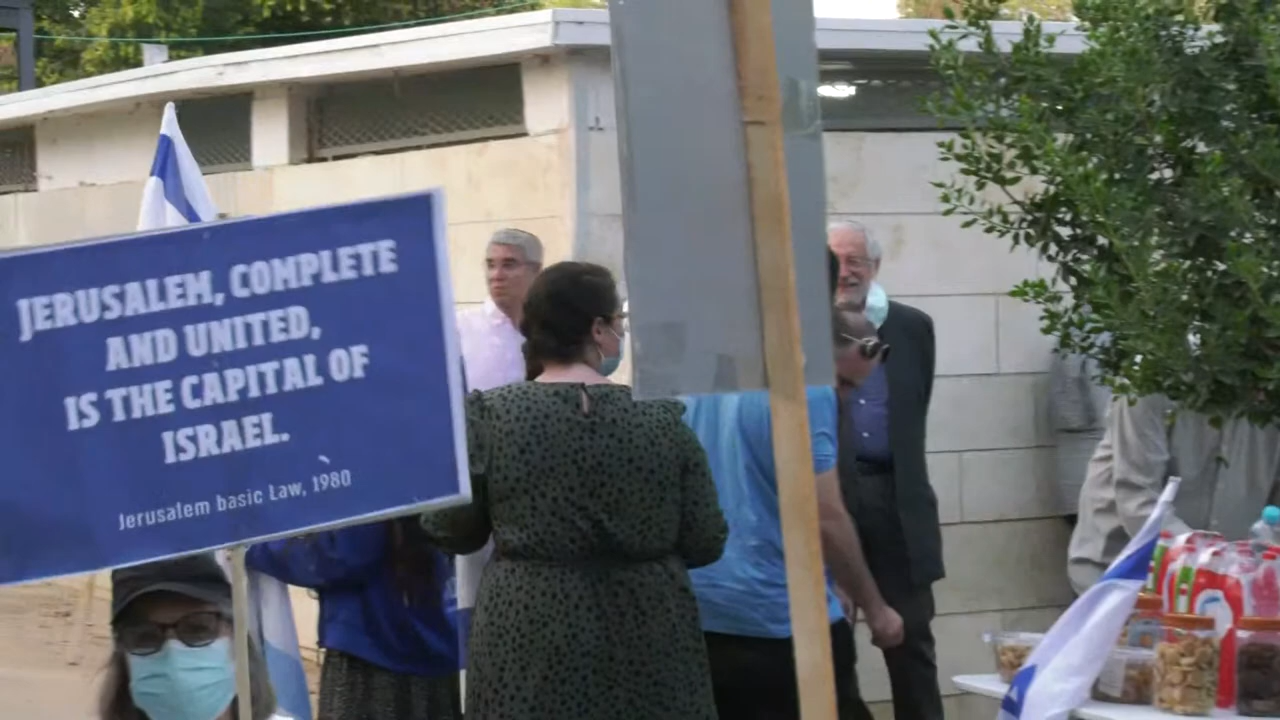 JERUSALEM, COMPLETE
AND UNITED,
IS THE CAPITAL OF
ISRAEL.
Jerusalem basic Law, 1980